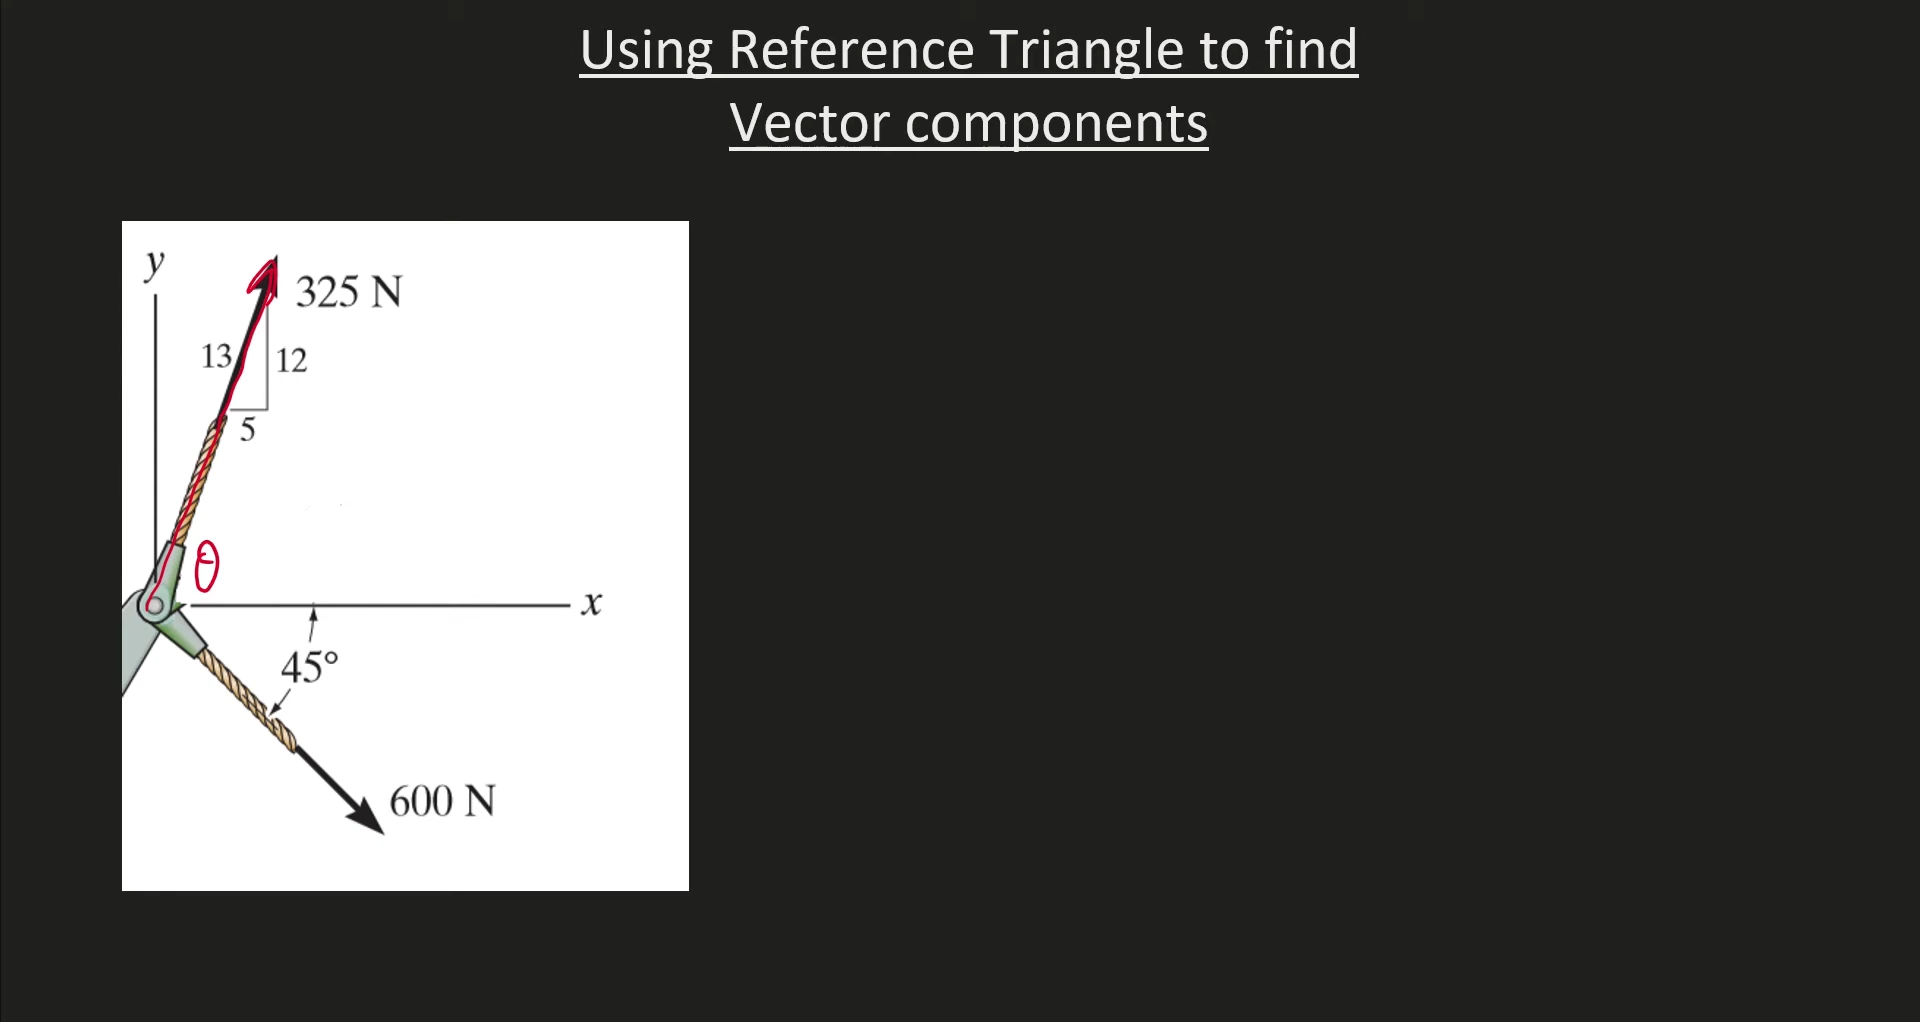 Using Reference Triangle to find
Vector components
y
325 N
13
12
5
θ
x
45°
600 N